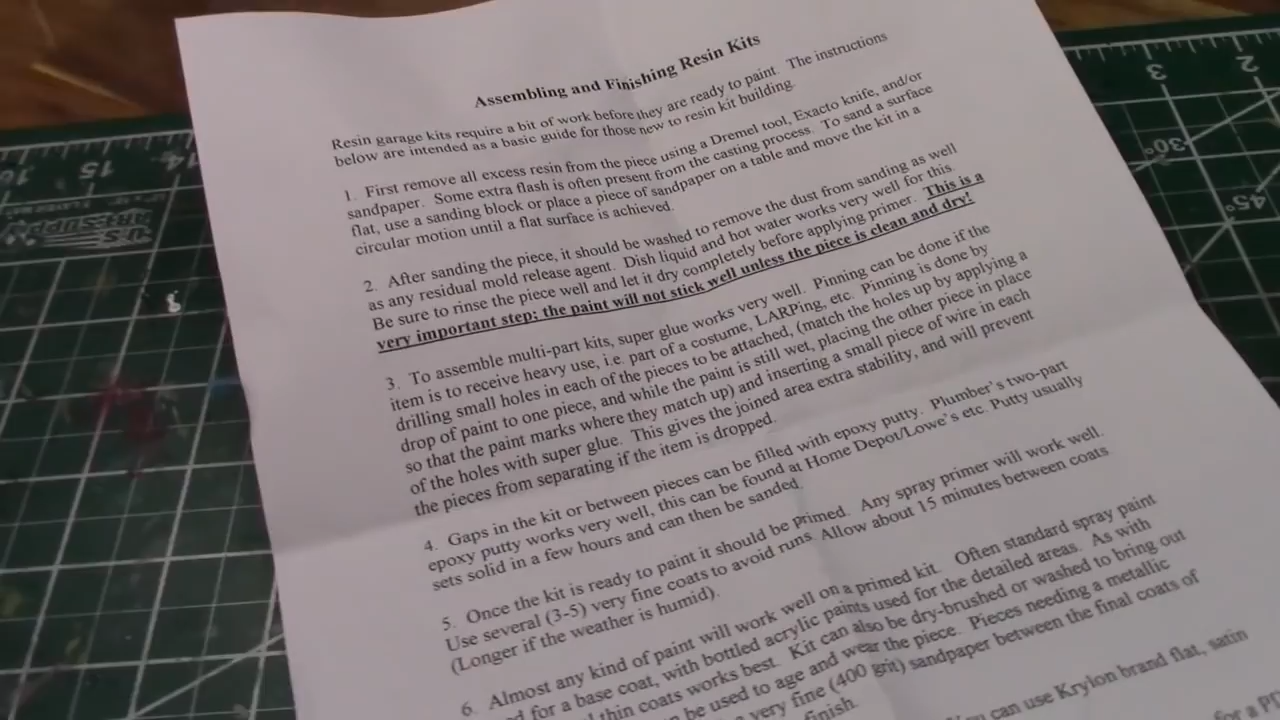 Assembling and Finishing Resin Kits
Resin garage kits require a bit of work before they are ready to paint. The instructions
below are intended as a basic guide for those new to resin kit building.
1. First remove all excess resin from the piece using a Dremel tool, Exacto knife, and/or
sandpaper. Some extra flash is often present from the casting process. To sand a surface
flat, use a sanding block or place a piece of sandpaper on a table and move the kit in a
circular motion until a flat surface is achieved.
2. After sanding the piece, it should be washed to remove the dust from sanding as well
as any residual mold release agent. Dish liquid and hot water works very well for this.
Be sure to rinse the piece well and let it dry completely before applying primer. This is a
very important step; the paint will not stick well unless the piece is clean and dry!
3. To assemble multi-part kits, super glue works very well. Pinning can be done if the
item is to receive heavy use, i.e. part of a costume, LARPing, etc. Pinning is done by
drilling small holes in each of the pieces to be attached, (match the holes up by applying a
drop of paint to one piece, and while the paint is still wet, placing the other piece in place
so that the paint marks where they match up) and inserting a small piece of wire in each
of the holes with super glue. This gives the joined area extra stability, and will prevent
the pieces from separating if the item is dropped.
4. Gaps in the kit or between pieces can be filled with epoxy putty. Plumber's two-part
epoxy putty works very well, this can be found at Home Depot/Lowe's etc. Putty usually
sets solid in a few hours and can then be sanded.
5. Once the kit is ready to paint it should be primed. Any spray primer will work well.
Use several (3-5) very fine coats to avoid runs. Allow about 15 minutes between coats
(Longer if the weather is humid).
6. Almost any kind of paint will work well on a primed kit. Often standard spray paint
for a base coat, with bottled acrylic paints used for the detailed areas. As with
thin coats works best. Kit can also be dry-brushed or washed to bring out
be used to age and wear the piece. Pieces needing a metallic
very fine (400 grit) sandpaper between the final coats of
finish.
can use Krylon brand flat, satin
for a
16 15 14
3 2
30°
45°